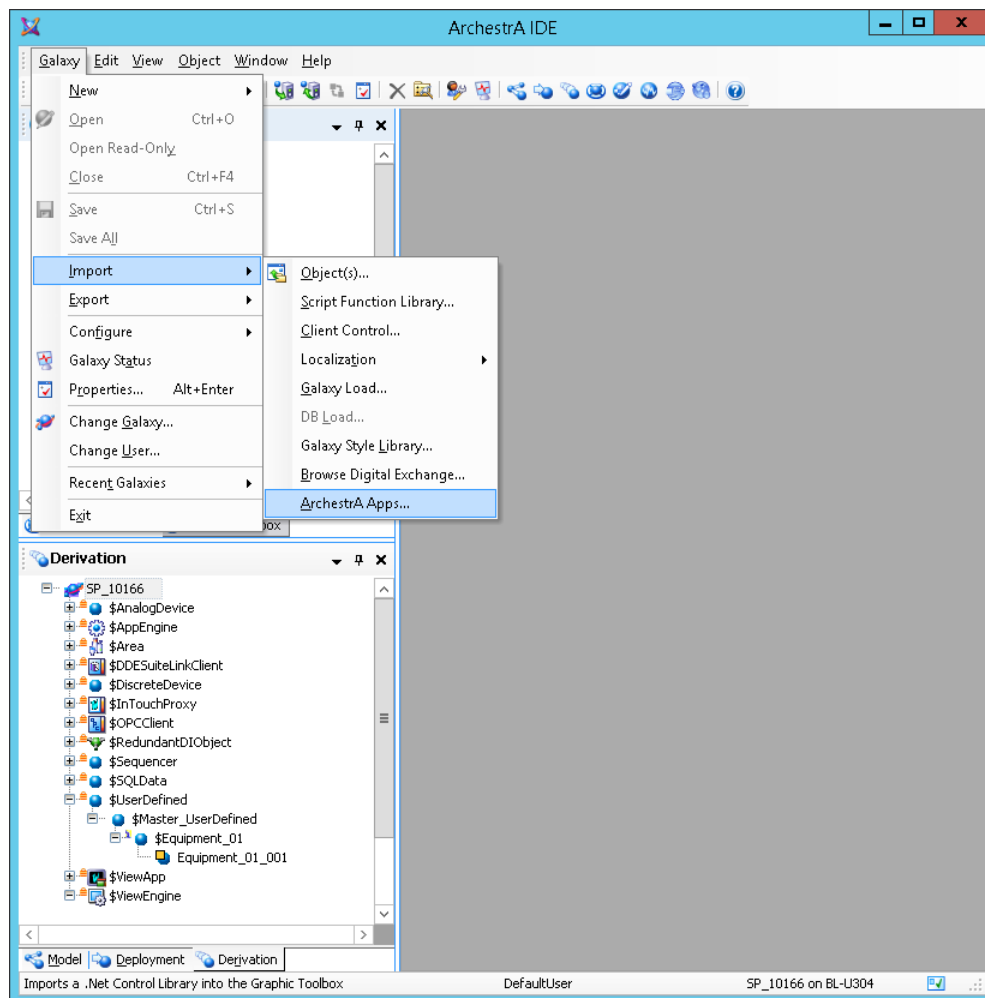 ArchestrA IDE
Galaxy Edit View Object Window Help
New
Open Ctrl+O
Open Read-Only
Close Ctrl+F4
Save Ctrl+S
Save All
Import
Export
Configure
Galaxy Status
Properties... Alt+Enter
Change Galaxy...
Change User...
Recent Galaxies
Exit
Object(s)...
Script Function Library...
Client Control...
Localization
Galaxy Load...
DB Load...
Galaxy Style Library...
Browse Digital Exchange...
ArchestrA Apps...
Derivation
SP_10166
$AnalogDevice
$AppEngine
$Area
$DDESuiteLinkClient
$DiscreteDevice
$InTouchProxy
$OPCClient
$RedundantDIObject
$Sequencer
$SQLData
$UserDefined
$Master_UserDefined
$Equipment_01
Equipment_01_001
$ViewApp
$ViewEngine
Model Deployment Derivation
Imports a .Net Control Library into the Graphic Toolbox DefaultUser SP_10166 on BL-U304